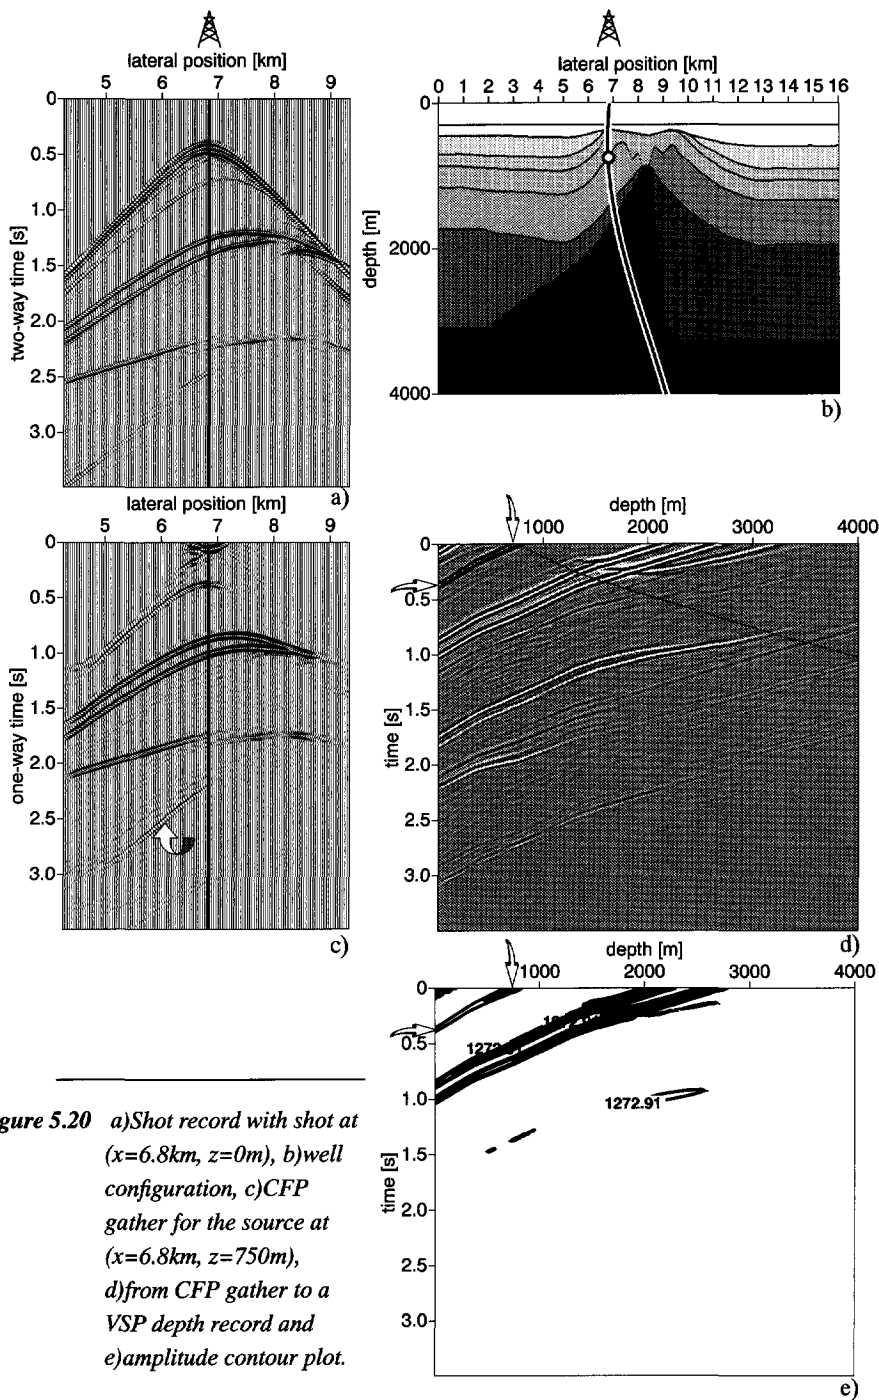 lateral position [km]
5 6 7 8 9
0
0.5
1.0
1.5
2.0
2.5
3.0
two-way time [s]
a)
lateral position [km]
0 1 2 3 4 5 6 7 8 9 10 11 12 13 14 15 16
0
2000
4000
depth [m]
b)
lateral position [km]
5 6 7 8 9
0
0.5
1.0
1.5
2.0
2.5
3.0
one-way time [s]
c)
depth [m]
1000 2000 3000 4000
0
0.5
1.0
1.5
2.0
2.5
3.0
time [s]
d)
depth [m]
1000 2000 3000 4000
0
0.5
1.0
1.5
2.0
2.5
3.0
time [s]
1272.91
e)
gure 5.20 a)Shot record with shot at
(x=6.8km, z=0m), b)well
configuration, c)CFP
gather for the source at
(x=6.8km, z=750m),
d)from CFP gather to a
VSP depth record and
e)amplitude contour plot.